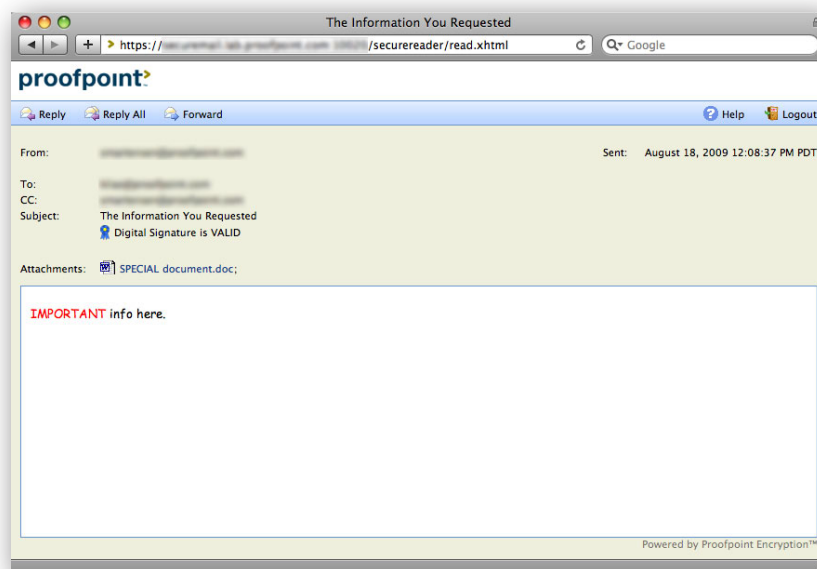 The Information You Requested
https:// /securereader/read.xhtml
Google
proofpoint
Reply Reply All Forward Help Logout
From: Sent: August 18, 2009 12:08:37 PM PDT
To:
CC:
Subject: The Information You Requested
Digital Signature is VALID
Attachments: SPECIAL document.doc;
IMPORTANT info here.
Powered by Proofpoint Encryption™